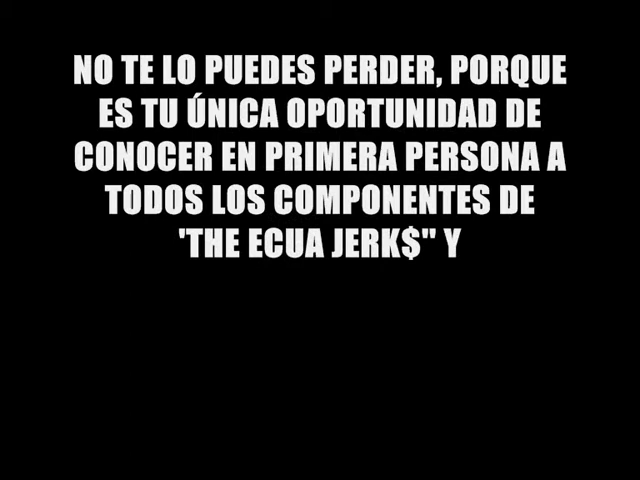 NO TE LO PUEDES PERDER, PORQUE
ES TU ÚNICA OPORTUNIDAD DE
CONOCER EN PRIMERA PERSONA A
TODOS LOS COMPONENTES DE
'THE ECUA JERK$" Y